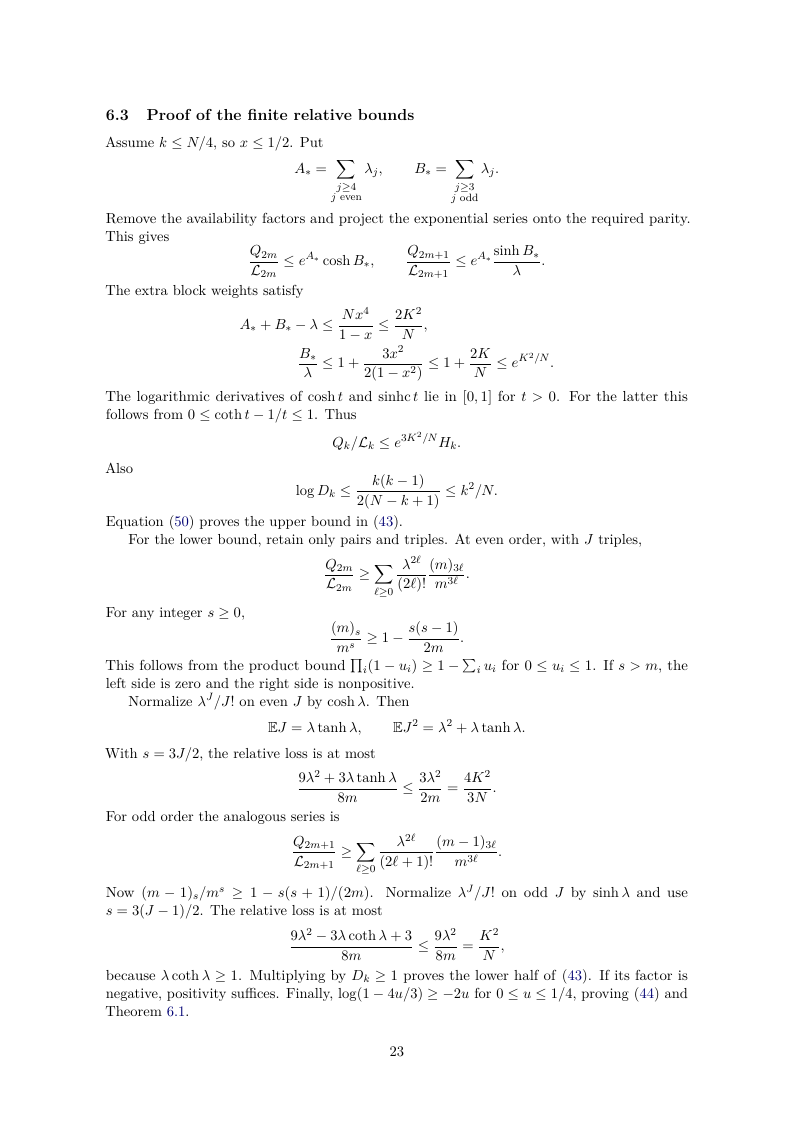 6.3 Proof of the finite relative bounds
Assume k ≤ N/4, so x ≤ 1/2. Put
A∗ = ∑_{j≥4, j even} λ_j, B∗ = ∑_{j≥3, j odd} λ_j.
Remove the availability factors and project the exponential series onto the required parity.
This gives
Q_{2m}/ℒ_{2m} ≤ e^{A∗} cosh B∗, Q_{2m+1}/ℒ_{2m+1} ≤ e^{A∗} sinh B∗/λ.
The extra block weights satisfy
A∗ + B∗ − λ ≤ Nx^4/(1 − x) ≤ 2K^2/N,
B∗/λ ≤ 1 + 3x^2/(2(1 − x^2)) ≤ 1 + 2K/N ≤ e^{K^2/N}.
The logarithmic derivatives of cosh t and sinhc t lie in [0, 1] for t > 0. For the latter this
follows from 0 ≤ coth t − 1/t ≤ 1. Thus
Q_k/ℒ_k ≤ e^{3K^2/N} H_k.
Also
log D_k ≤ k(k − 1)/(2(N − k + 1)) ≤ k^2/N.
Equation (50) proves the upper bound in (43).
For the lower bound, retain only pairs and triples. At even order, with J triples,
Q_{2m}/ℒ_{2m} ≥ ∑_{ℓ≥0} λ^{2ℓ}/(2ℓ)! (m)_{3ℓ}/m^{3ℓ}.
For any integer s ≥ 0,
(m)_s/m^s ≥ 1 − s(s − 1)/2m.
This follows from the product bound ∏_i(1 − u_i) ≥ 1 − ∑_i u_i for 0 ≤ u_i ≤ 1. If s > m, the
left side is zero and the right side is nonpositive.
Normalize λ^J/J! on even J by cosh λ. Then
𝔼J = λ tanh λ, 𝔼J^2 = λ^2 + λ tanh λ.
With s = 3J/2, the relative loss is at most
(9λ^2 + 3λ tanh λ)/8m ≤ 3λ^2/2m = 4K^2/3N.
For odd order the analogous series is
Q_{2m+1}/ℒ_{2m+1} ≥ ∑_{ℓ≥0} λ^{2ℓ}/(2ℓ + 1)! (m − 1)_{3ℓ}/m^{3ℓ}.
Now (m − 1)_s/m^s ≥ 1 − s(s + 1)/(2m). Normalize λ^J/J! on odd J by sinh λ and use
s = 3(J − 1)/2. The relative loss is at most
(9λ^2 − 3λ coth λ + 3)/8m ≤ 9λ^2/8m = K^2/N,
because λ coth λ ≥ 1. Multiplying by D_k ≥ 1 proves the lower half of (43). If its factor is
negative, positivity suffices. Finally, log(1 − 4u/3) ≥ −2u for 0 ≤ u ≤ 1/4, proving (44) and
Theorem 6.1.
23